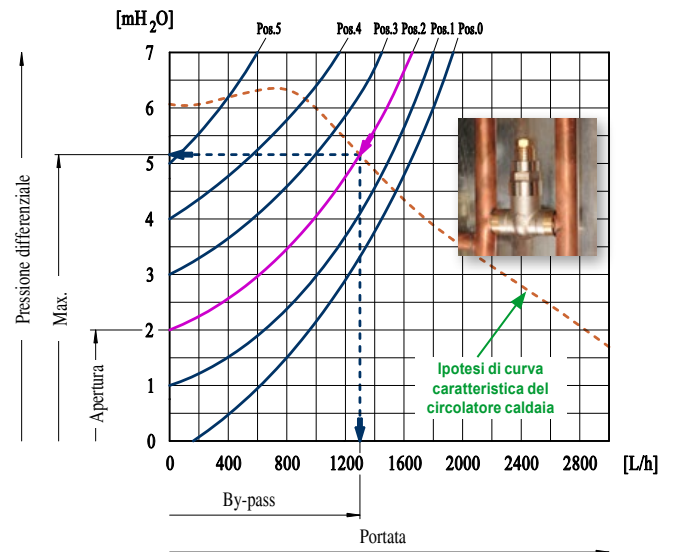 [mH2O]
Pos.5
Pos.4
Pos.3
Pos.2
Pos.1
Pos.0
7
6
5
4
3
2
1
0
Pressione differenziale
Max.
Apertura
Ipotesi di curva
caratteristica del
circolatore caldaia
0 400 800 1200 1600 2000 2400 2800 [L/h]
By-pass
Portata